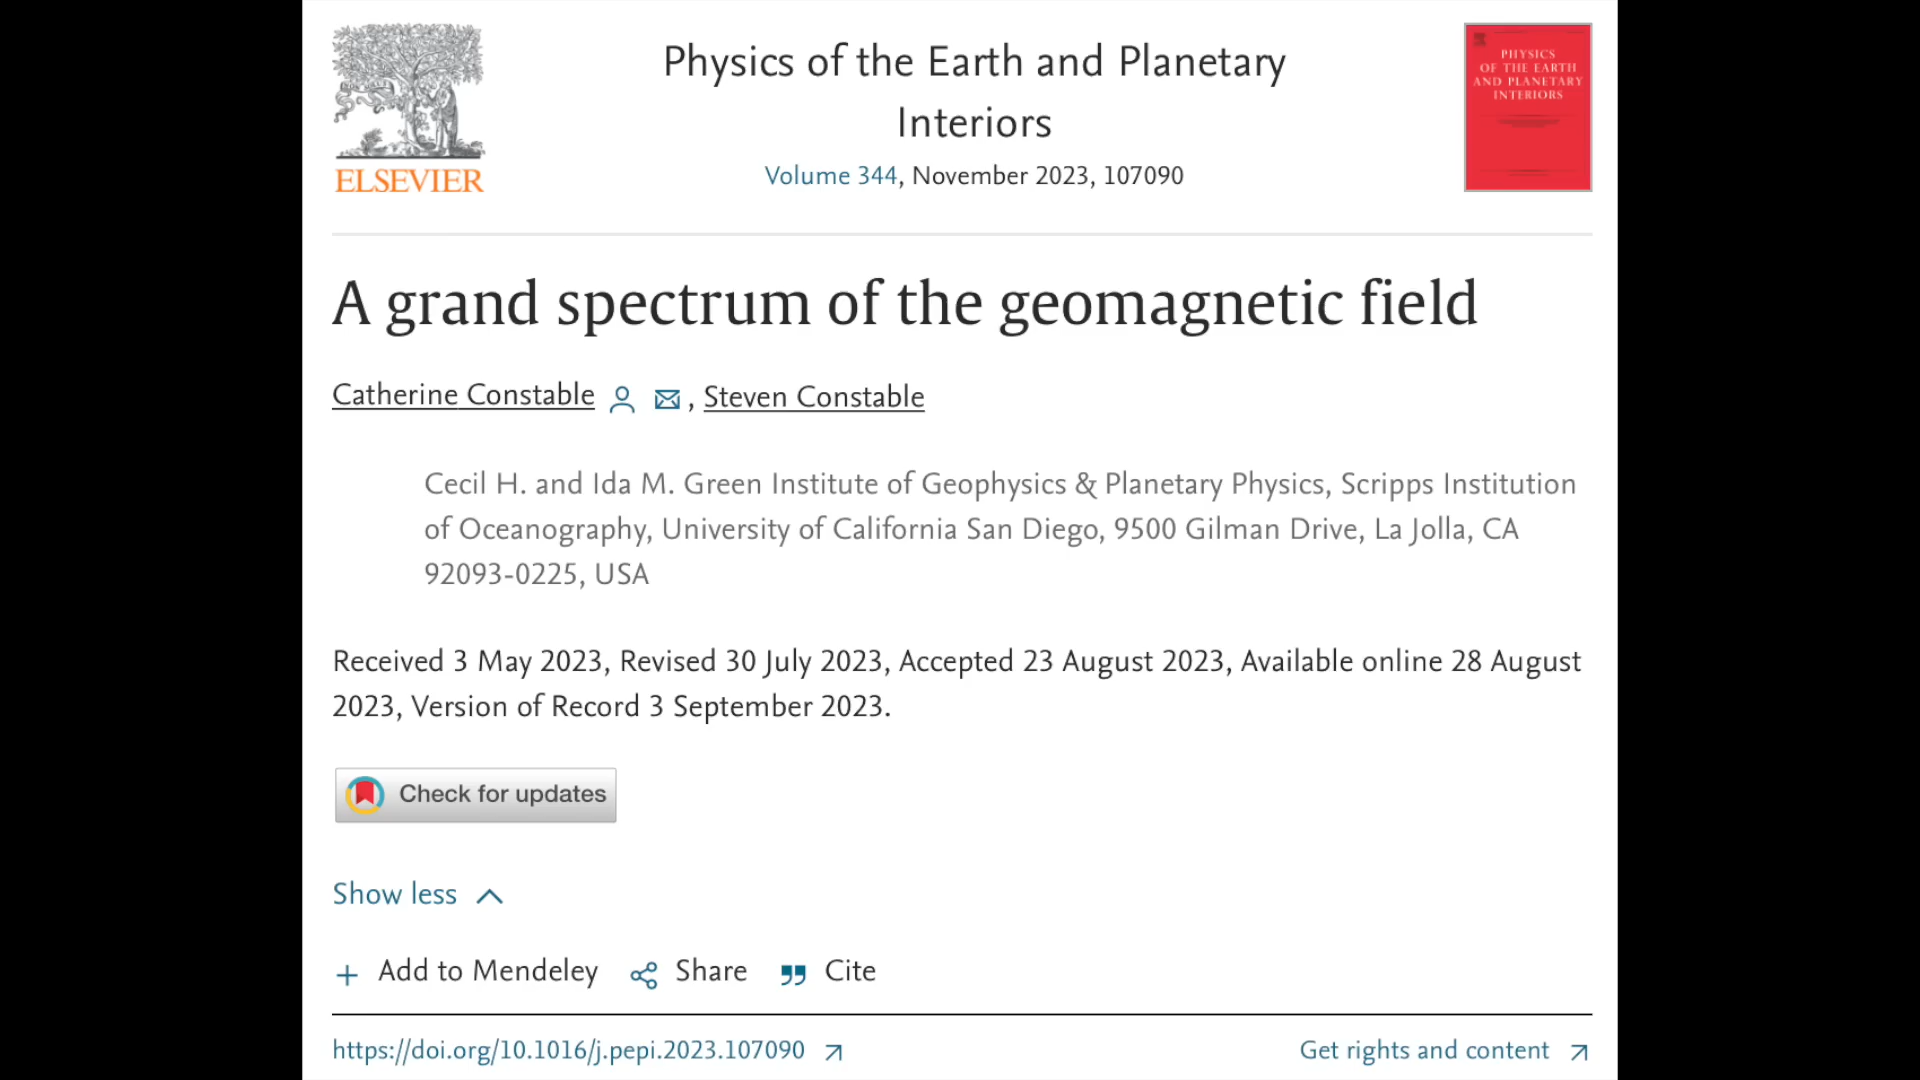 Physics of the Earth and Planetary
Interiors
Volume 344, November 2023, 107090
ELSEVIER
PHYSICS
OF THE EARTH
AND PLANETARY
INTERIORS
A grand spectrum of the geomagnetic field
Catherine Constable , Steven Constable
Cecil H. and Ida M. Green Institute of Geophysics & Planetary Physics, Scripps Institution
of Oceanography, University of California San Diego, 9500 Gilman Drive, La Jolla, CA
92093-0225, USA
Received 3 May 2023, Revised 30 July 2023, Accepted 23 August 2023, Available online 28 August
2023, Version of Record 3 September 2023.
Check for updates
Show less
Add to Mendeley Share Cite
https://doi.org/10.1016/j.pepi.2023.107090 Get rights and content